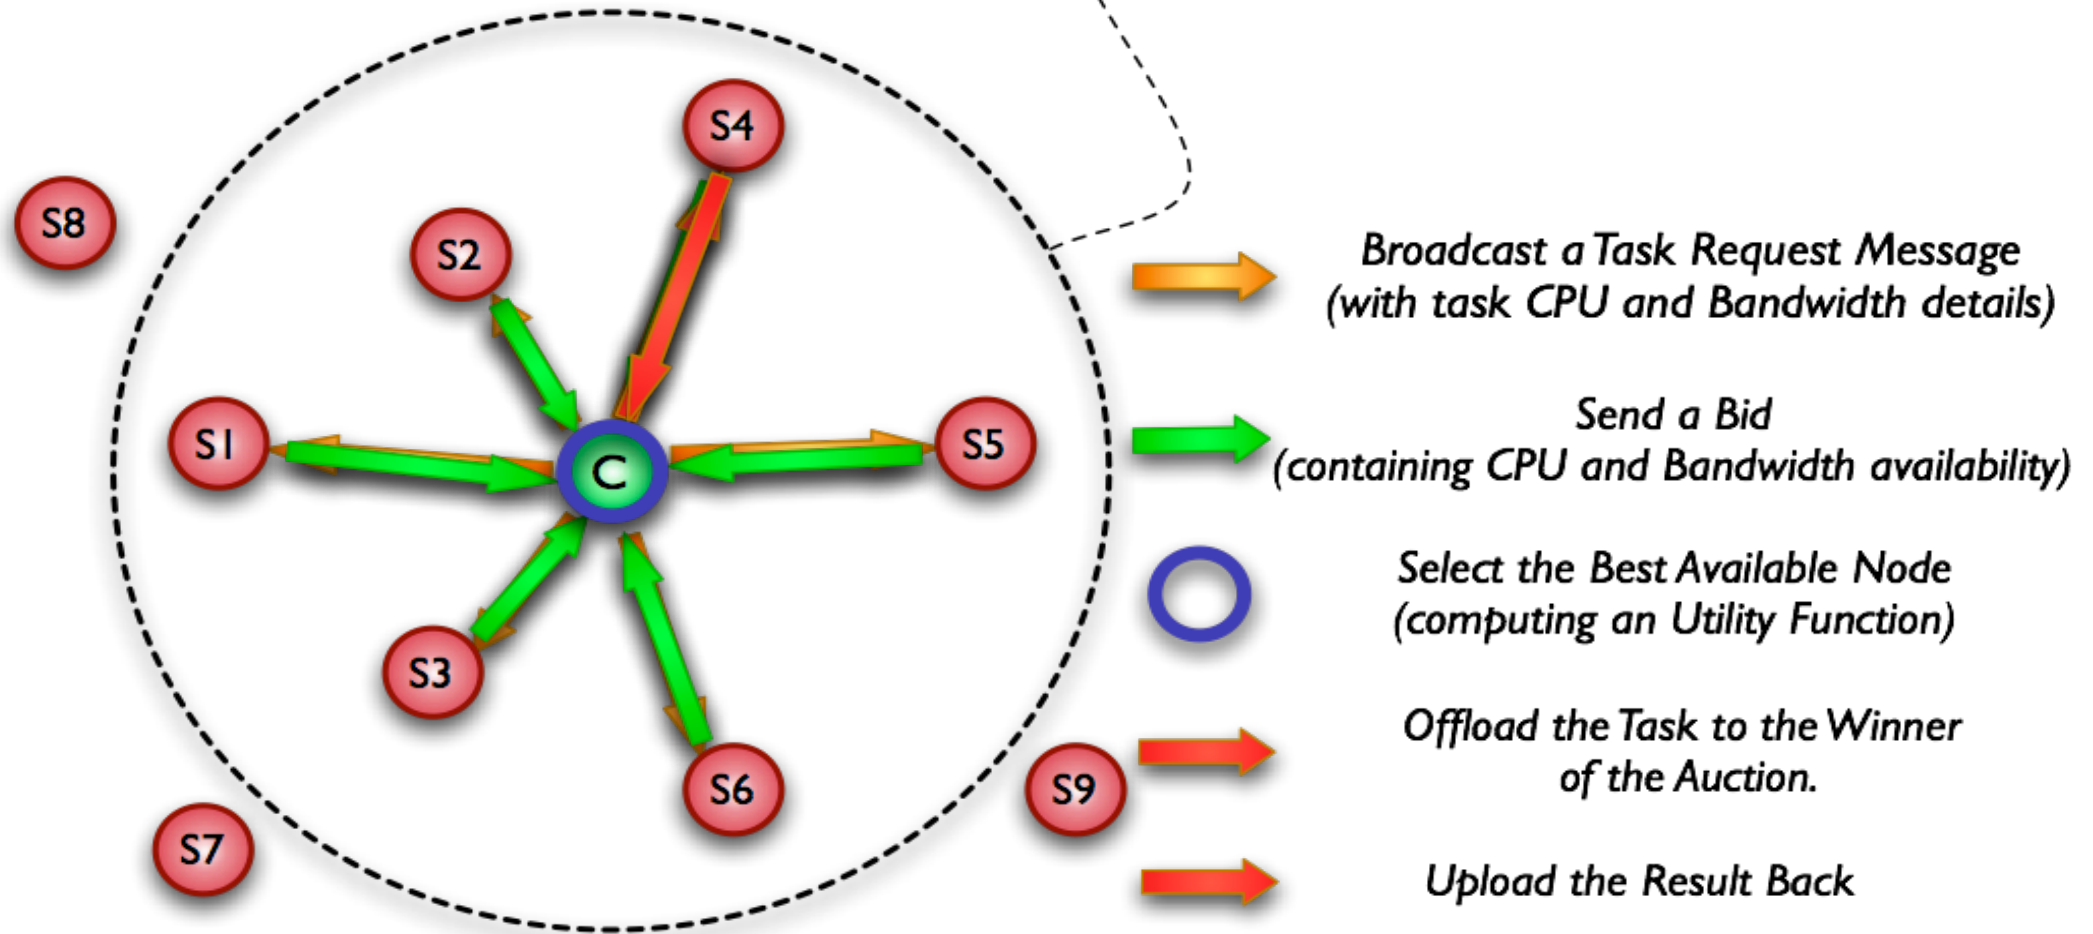 S4
S8
S2
S1
C
S5
S3
S6
S9
S7
Broadcast a Task Request Message
(with task CPU and Bandwidth details)
Send a Bid
(containing CPU and Bandwidth availability)
Select the Best Available Node
(computing an Utility Function)
Offload the Task to the Winner
of the Auction.
Upload the Result Back